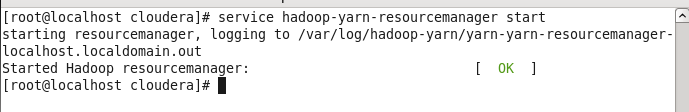 [root@localhost cloudera]# service hadoop-yarn-resourcemanager start
starting resourcemanager, logging to /var/log/hadoop-yarn/yarn-yarn-resourcemanager-
localhost.localdomain.out
Started Hadoop resourcemanager:                            [  OK  ]
[root@localhost cloudera]#